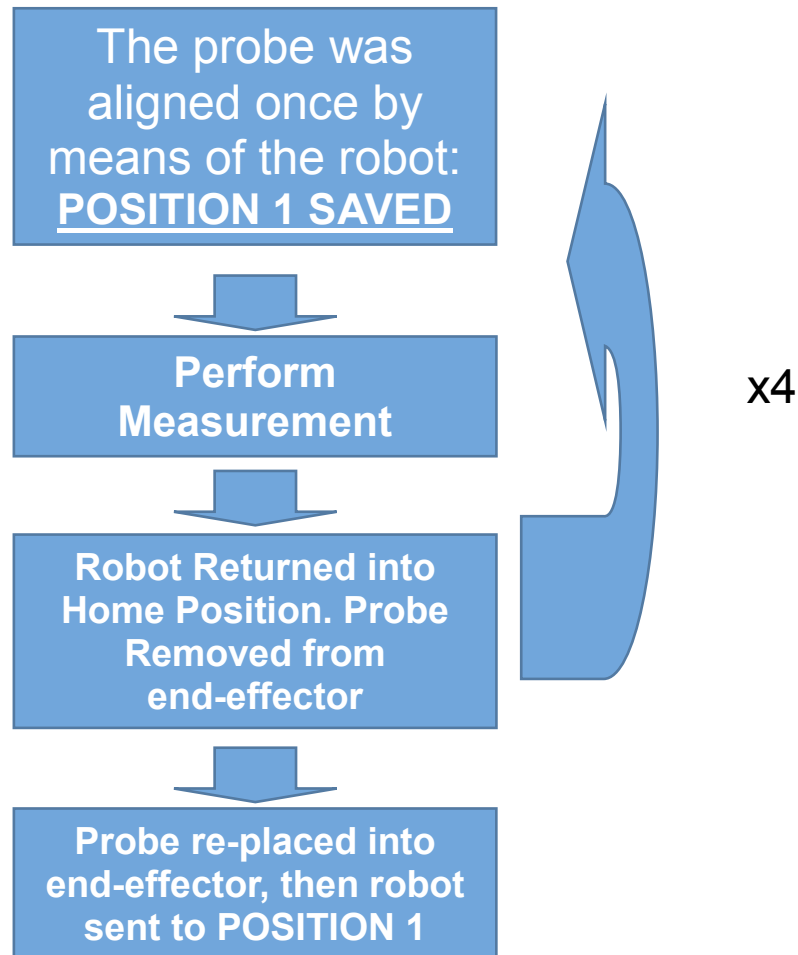 The probe was
aligned once by
means of the robot:
POSITION 1 SAVED
Perform
Measurement
x4
Robot Returned into
Home Position. Probe
Removed from
end-effector
Probe re-placed into
end-effector, then robot
sent to POSITION 1